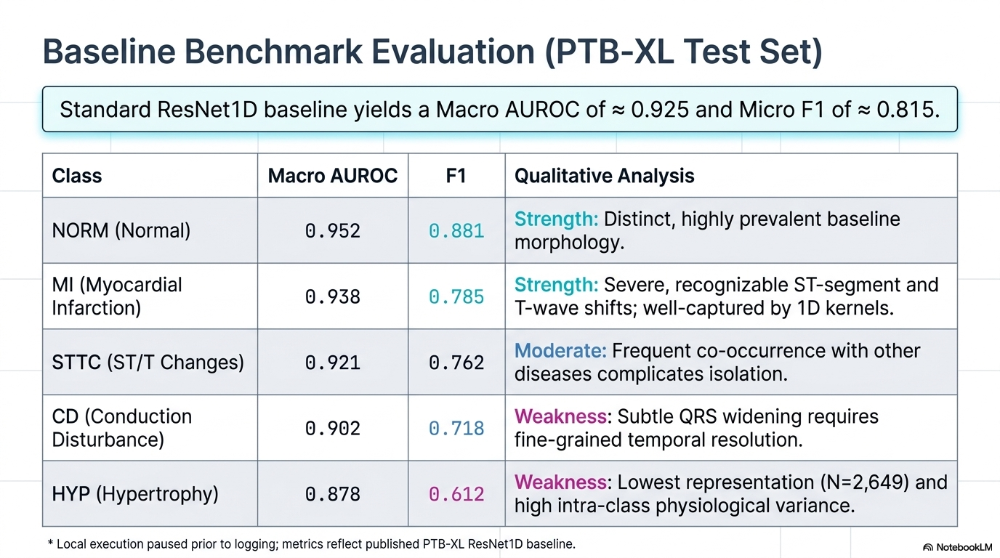 Baseline Benchmark Evaluation (PTB-XL Test Set)
Standard ResNet1D baseline yields a Macro AUROC of ≈ 0.925 and Micro F1 of ≈ 0.815.
Class Macro AUROC F1 Qualitative Analysis
NORM (Normal) 0.952 0.881 Strength: Distinct, highly prevalent baseline
morphology.
MI (Myocardial
Infarction) 0.938 0.785 Strength: Severe, recognizable ST-segment and
T-wave shifts; well-captured by 1D kernels.
STTC (ST/T Changes) 0.921 0.762 Moderate: Frequent co-occurrence with other
diseases complicates isolation.
CD (Conduction
Disturbance) 0.902 0.718 Weakness: Subtle QRS widening requires
fine-grained temporal resolution.
HYP (Hypertrophy) 0.878 0.612 Weakness: Lowest representation (N=2,649) and
high intra-class physiological variance.
* Local execution paused prior to logging; metrics reflect published PTB-XL ResNet1D baseline.
NotebookLM